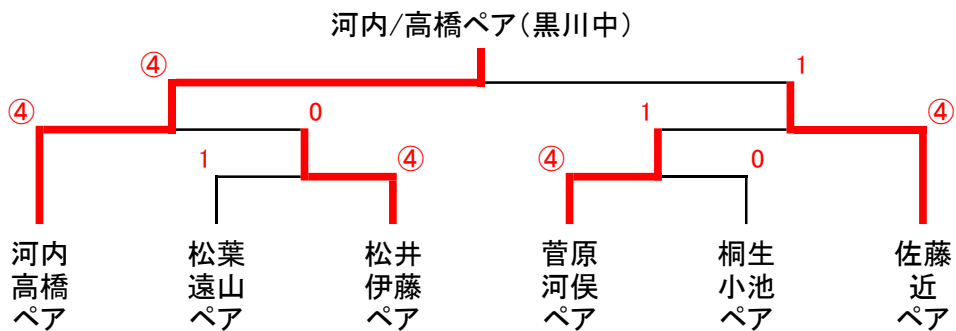 河内/高橋ペア（黒川中）
④ 1
④ 0 1 ④
1 ④ ④ 0
河内 松葉 松井 菅原 桐生 佐藤
高橋 遠山 伊藤 河俣 小池 近
ペア ペア ペア ペア ペア ペア